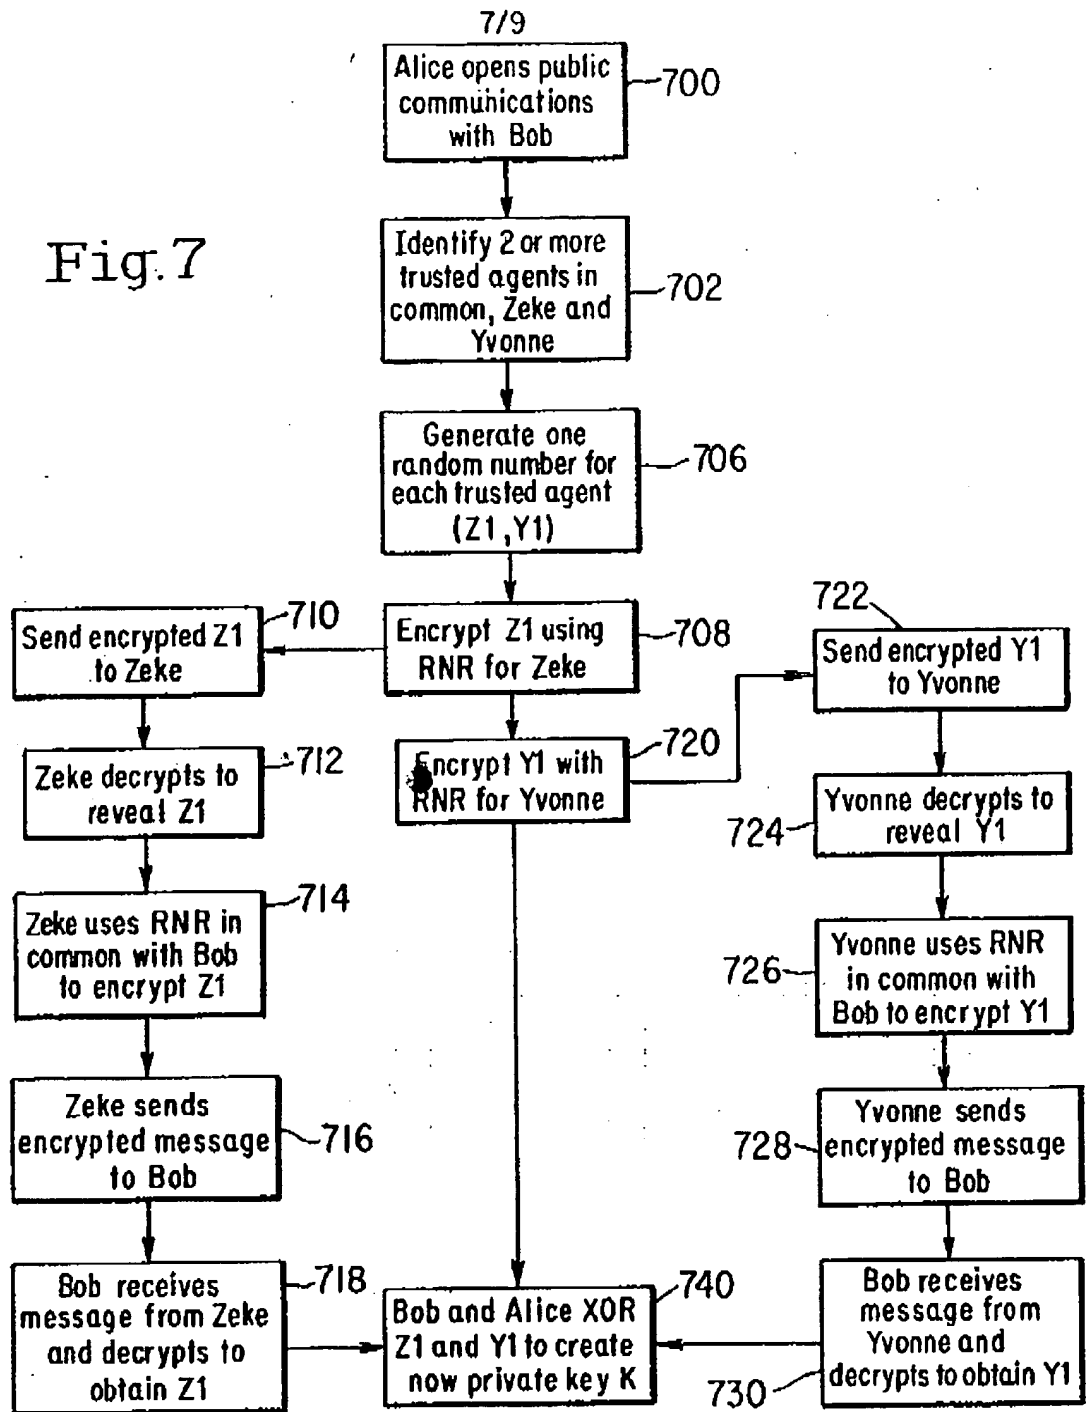 7/9
Fig.7
Alice opens public
communications
with Bob
700
Identify 2 or more
trusted agents in
common, Zeke and
Yvonne
702
Generate one
random number for
each trusted agent
(Z1, Y1)
706
Encrypt Z1 using
RNR for Zeke
708
Send encrypted Z1
to Zeke
710
Zeke decrypts to
reveal Z1
712
Zeke uses RNR in
common with Bob
to encrypt Z1
714
Zeke sends
encrypted message
to Bob
716
Bob receives
message from Zeke
and decrypts to
obtain Z1
718
Encrypt Y1 with
RNR for Yvonne
720
722
Send encrypted Y1
to Yvonne
Yvonne decrypts to
reveal Y1
724
Yvonne uses RNR
in common with
Bob to encrypt Y1
726
Yvonne sends
encrypted message
to Bob
728
Bob receives
message from
Yvonne and
decrypts to obtain Y1
730
Bob and Alice XOR
Z1 and Y1 to create
now private key K
740